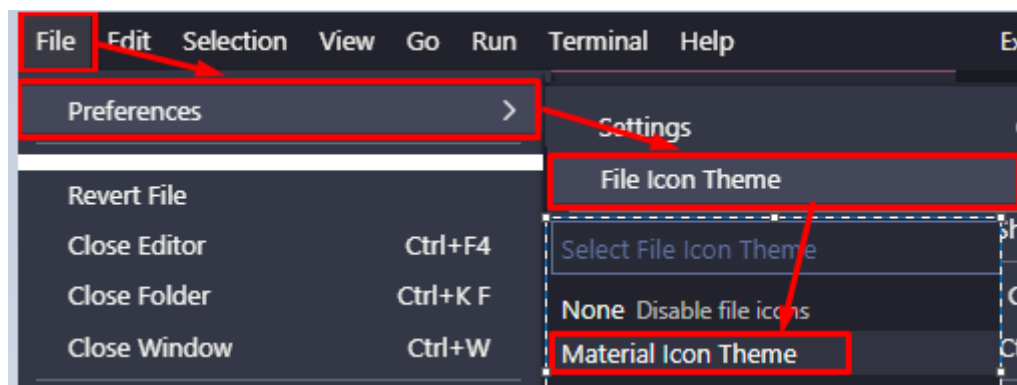 File Edit Selection View Go Run Terminal Help
Preferences >
Settings
File Icon Theme
Revert File
Close Editor Ctrl+F4
Select File Icon Theme
Close Folder Ctrl+K F
None Disable file icons
Close Window Ctrl+W
Material Icon Theme